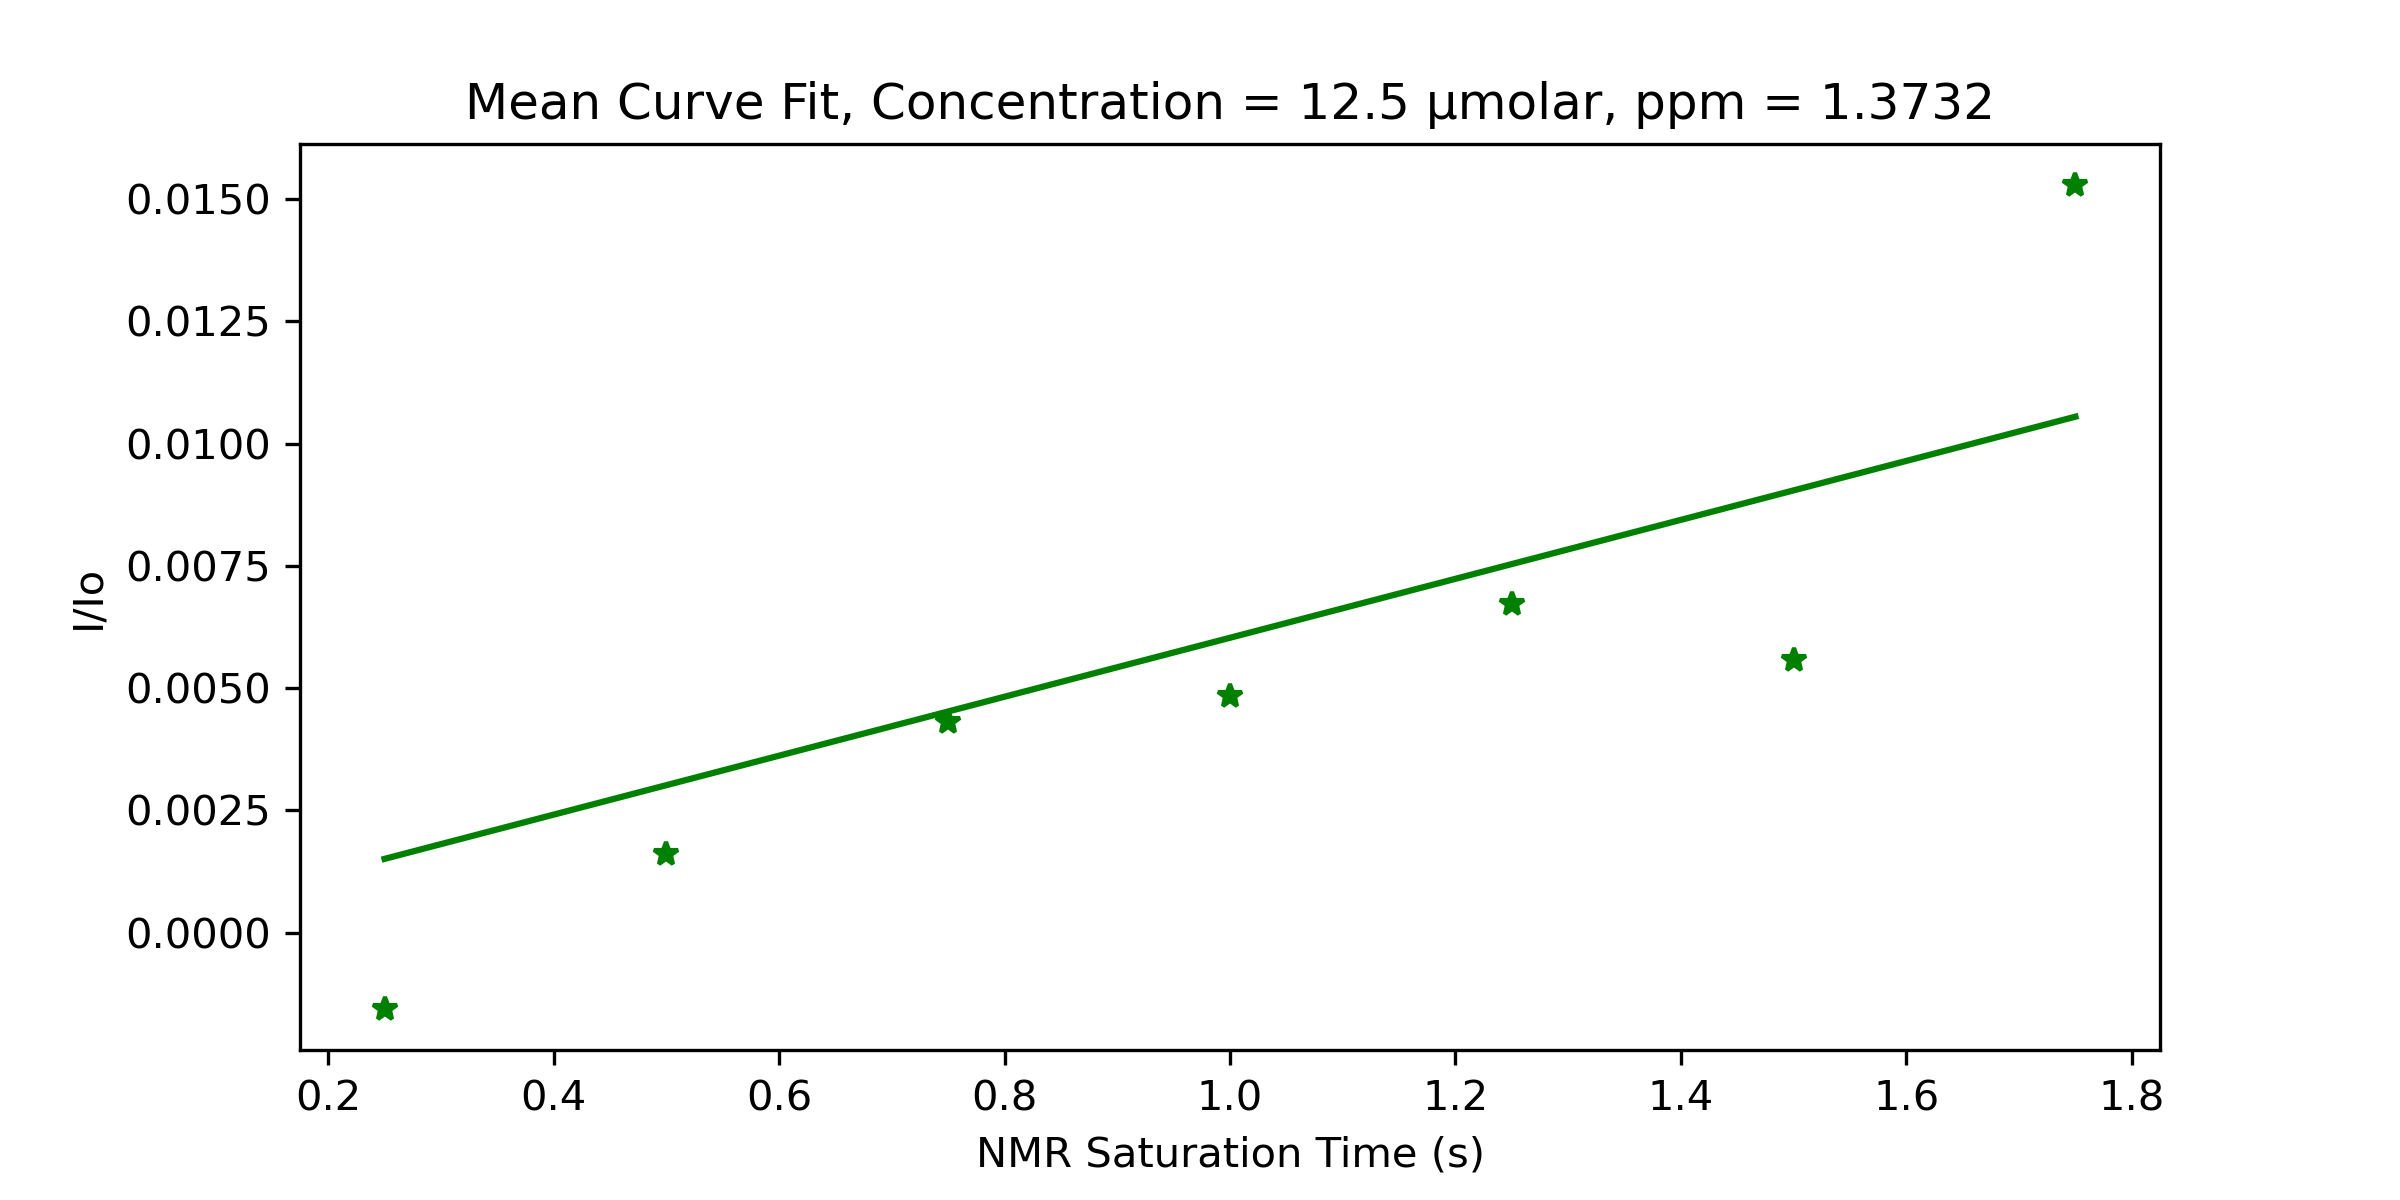 Mean Curve Fit, Concentration = 12.5 μmolar, ppm = 1.3732
0.0150
0.0125
0.0100
0.0075
0.0050
0.0025
0.0000
I/Io
0.2 0.4 0.6 0.8 1.0 1.2 1.4 1.6 1.8
NMR Saturation Time (s)